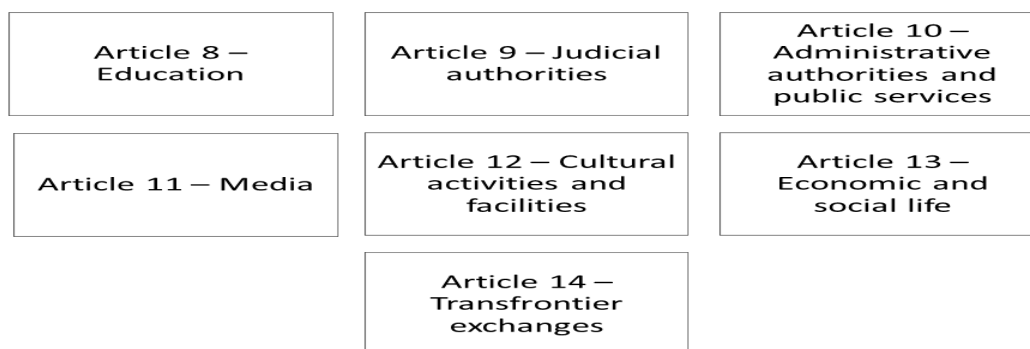 Article 8 –
Education
Article 9 – Judicial
authorities
Article 10 –
Administrative
authorities and
public services
Article 11 – Media
Article 12 – Cultural
activities and
facilities
Article 13 –
Economic and
social life
Article 14 –
Transfrontier
exchanges